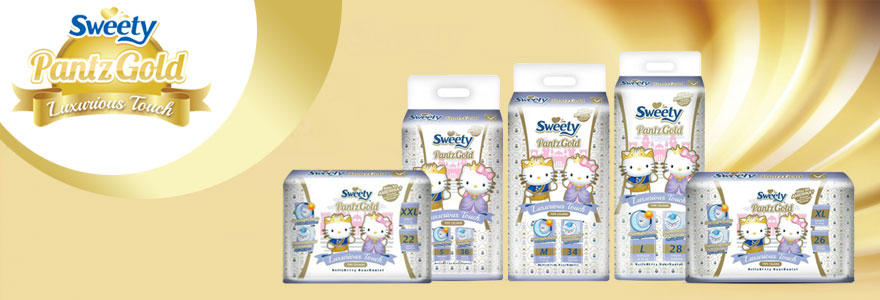 Sweety
Pantz Gold
Luxurious Touch
Sweety
PantzGold
Luxurious Touch
XXL
22
Sweety
PantzGold
Luxurious Touch
S
36
Sweety
PantzGold
Luxurious Touch
M
34
Sweety
PantzGold
Luxurious Touch
L
28
Sweety
PantzGold
Luxurious Touch
XL
26